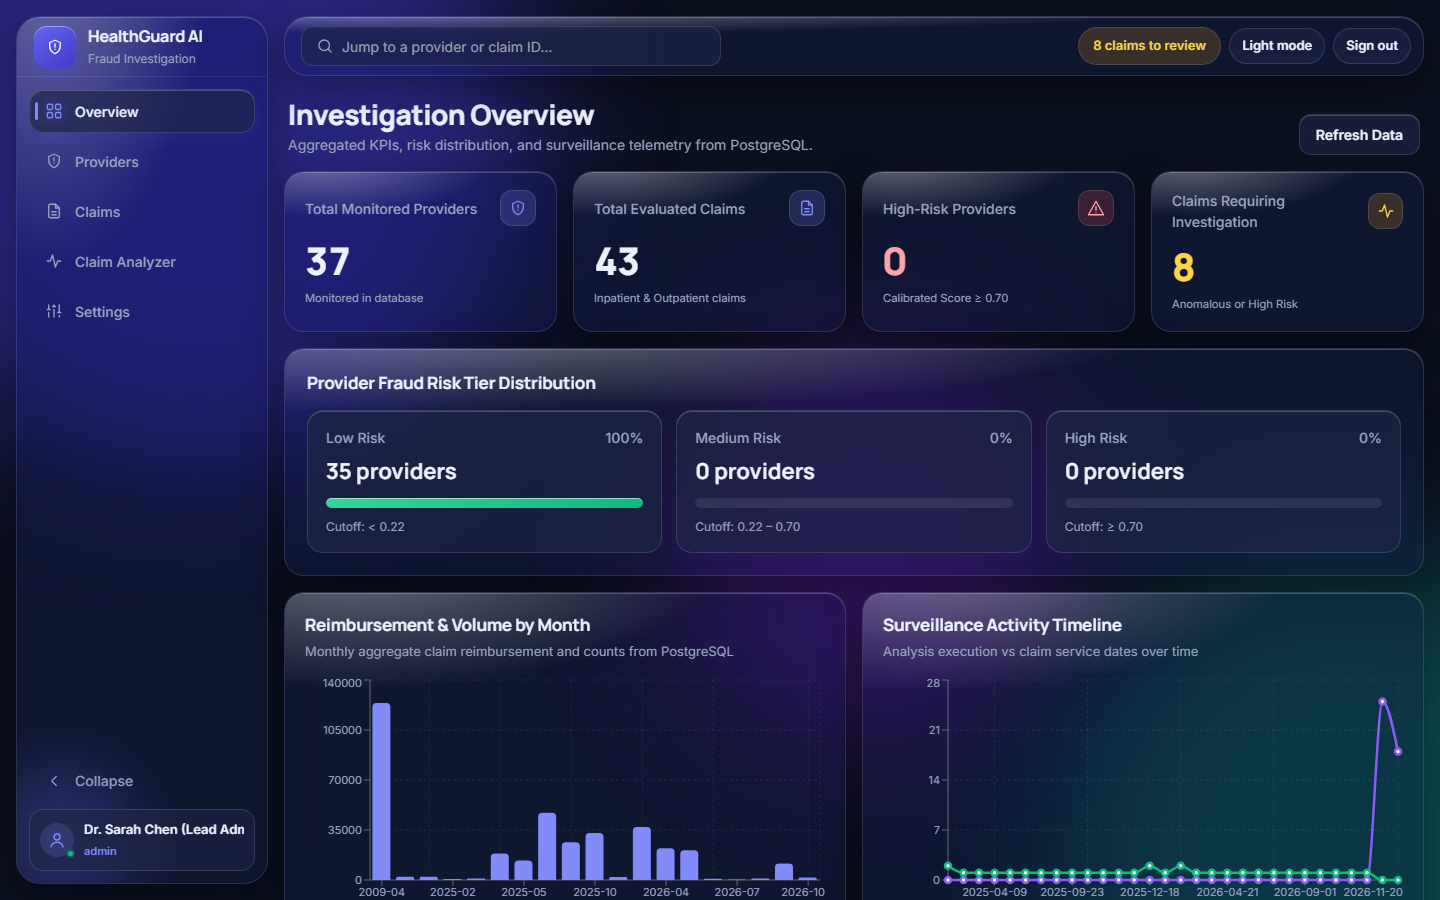 HealthGuard AI
Fraud Investigation
Overview
Providers
Claims
Claim Analyzer
Settings
Collapse
Dr. Sarah Chen (Lead Adm
admin
Jump to a provider or claim ID...
8 claims to review
Light mode
Sign out
Investigation Overview
Aggregated KPIs, risk distribution, and surveillance telemetry from PostgreSQL.
Refresh Data
Total Monitored Providers
37
Monitored in database
Total Evaluated Claims
43
Inpatient & Outpatient claims
High-Risk Providers
0
Calibrated Score ≥ 0.70
Claims Requiring
Investigation
8
Anomalous or High Risk
Provider Fraud Risk Tier Distribution
Low Risk 100%
35 providers
Cutoff: < 0.22
Medium Risk 0%
0 providers
Cutoff: 0.22 – 0.70
High Risk 0%
0 providers
Cutoff: ≥ 0.70
Reimbursement & Volume by Month
Monthly aggregate claim reimbursement and counts from PostgreSQL
140000
105000
70000
35000
0
2009-04 2025-02 2025-05 2025-10 2026-04 2026-07 2026-10
Surveillance Activity Timeline
Analysis execution vs claim service dates over time
28
21
14
7
0
2025-04-09 2025-09-23 2025-12-18 2026-04-21 2026-09-01 2026-11-20